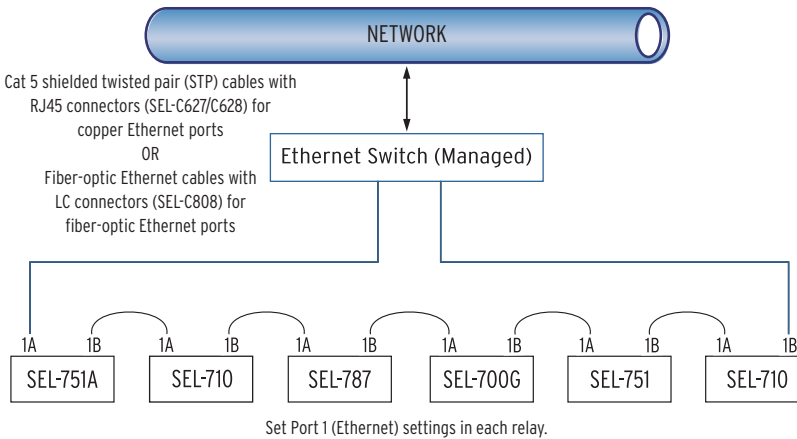 NETWORK
Cat 5 shielded twisted pair (STP) cables with
RJ45 connectors (SEL-C627/C628) for
copper Ethernet ports
OR
Fiber-optic Ethernet cables with
LC connectors (SEL-C808) for
fiber-optic Ethernet ports
Ethernet Switch (Managed)
1A 1B 1A 1B 1A 1B 1A 1B 1A 1B 1A 1B
SEL-751A SEL-710 SEL-787 SEL-700G SEL-751 SEL-710
Set Port 1 (Ethernet) settings in each relay.